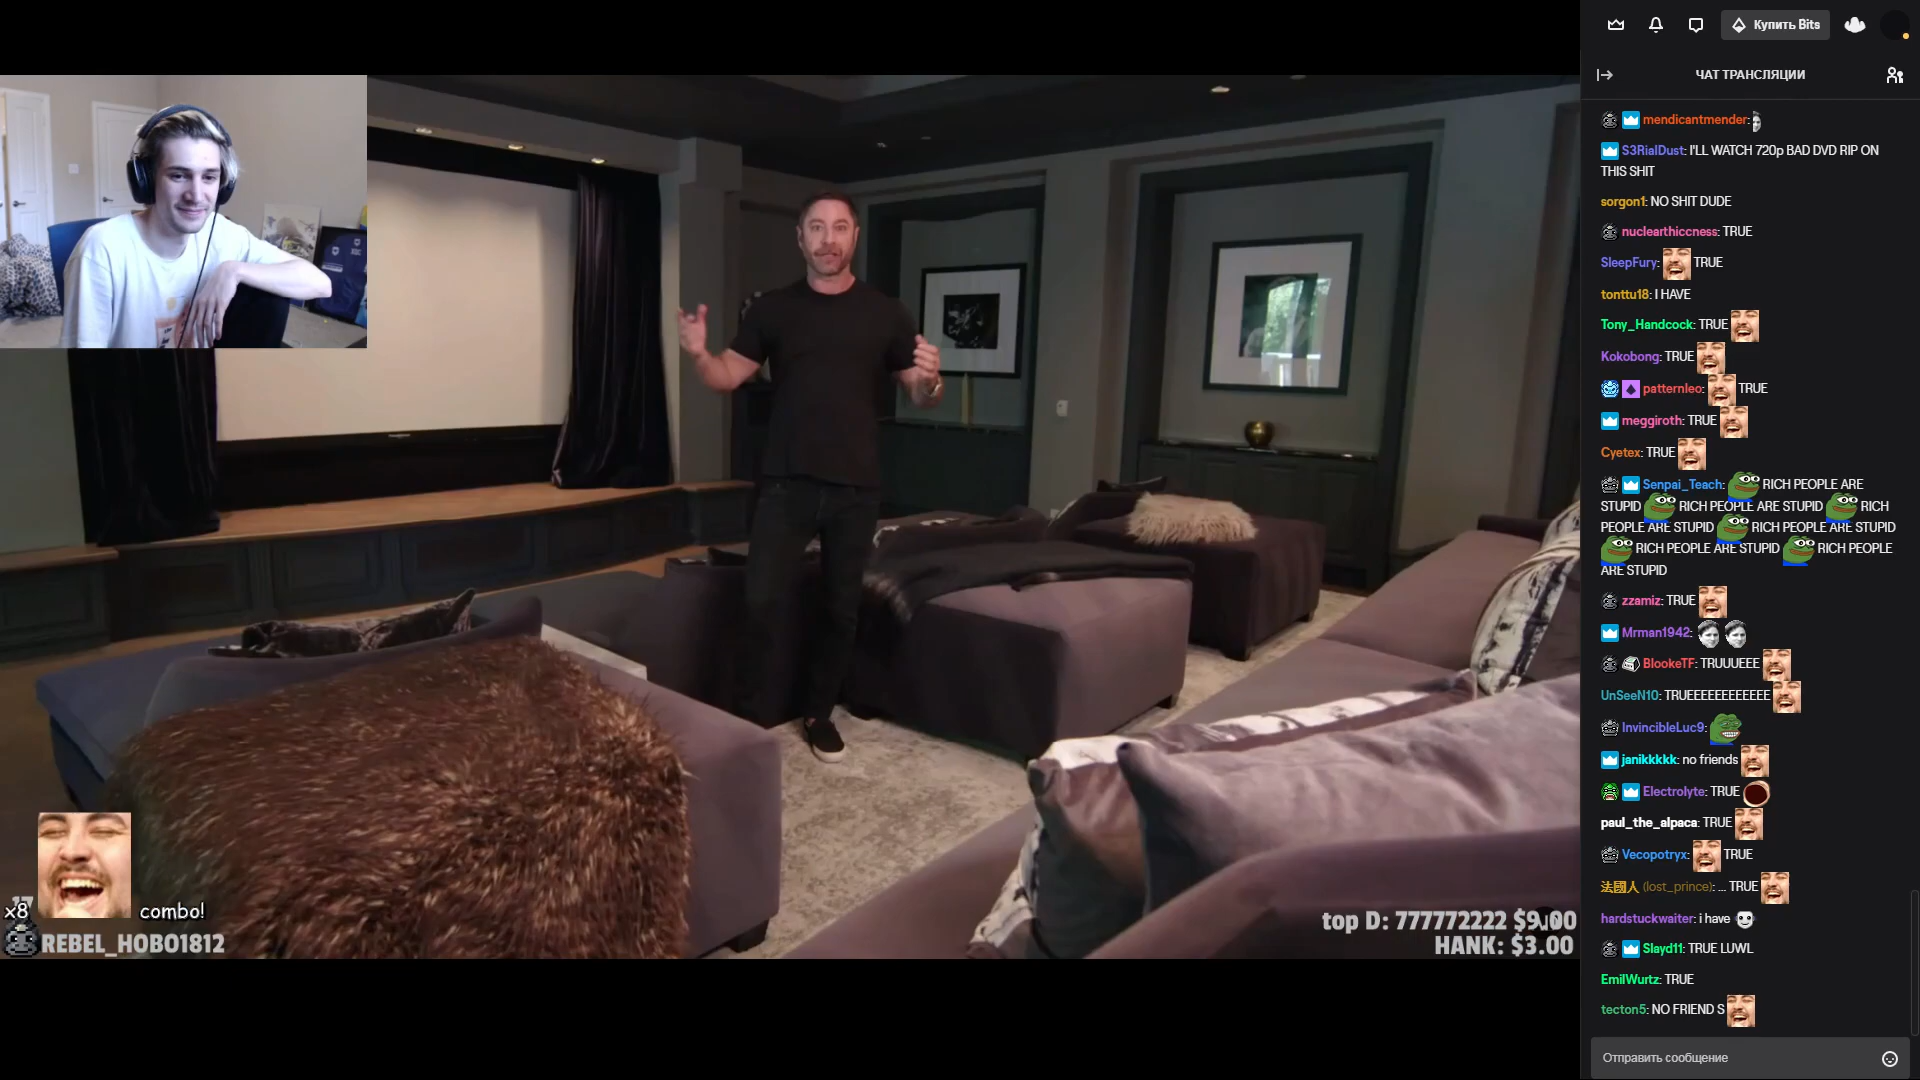 Купить Bits
ЧАТ ТРАНСЛЯЦИИ
mendicantmender:
S3RialDust: I'LL WATCH 720p BAD DVD RIP ON
THIS SHIT
sorgon1: NO SHIT DUDE
nuclearthiccness: TRUE
SleepFury: TRUE
tonttu18: I HAVE
Tony_Handcock: TRUE
Kokobong: TRUE
patternleo: TRUE
meggiroth: TRUE
Cyetex: TRUE
Senpai_Teach: RICH PEOPLE ARE
STUPID RICH PEOPLE ARE STUPID RICH
PEOPLE ARE STUPID RICH PEOPLE ARE STUPID
RICH PEOPLE ARE STUPID RICH PEOPLE
ARE STUPID
zzamiz: TRUE
Mrman1942:
BlookeTF: TRUUUEEE
UnSeeN10: TRUEEEEEEEEEEEE
InvincibleLuc9:
janikkkkk: no friends
Electrolyte: TRUE
paul_the_alpaca: TRUE
Vecopotryx: TRUE
法國人 (lost_prince): ... TRUE
hardstuckwaiter: i have
Slayd11: TRUE LUWL
EmilWurtz: TRUE
tecton5: NO FRIEND S
Отправить сообщение
x8 combo!
REBEL_HOBO1812
top D: 777772222 $9.00
HANK: $3.00